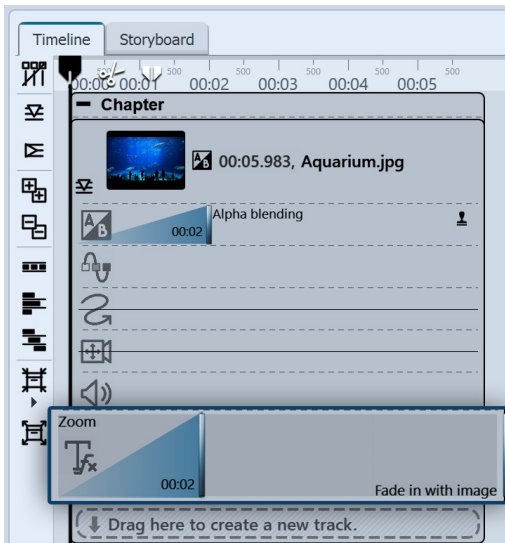 Timeline Storyboard
500 500 500 500 500 500
00:00 00:01 00:02 00:03 00:04 00:05
Chapter
A B 00:05.983, Aquarium.jpg
A B Alpha blending
00:02
Zoom
Tfx
00:02
Fade in with image
Drag here to create a new track.